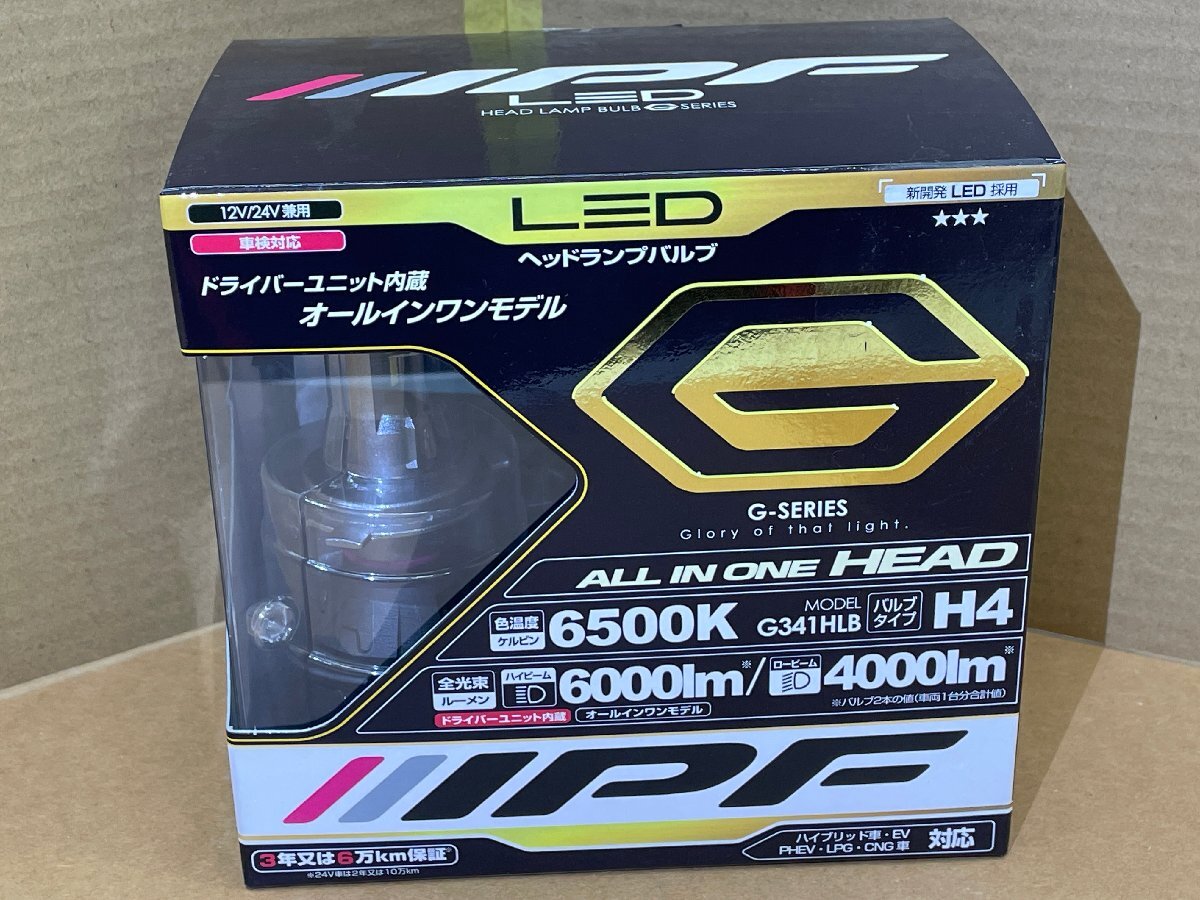 IPF
LED
HEAD LAMP BULB G SERIES
12V/24V兼用
LED
新開発 LED 採用
★★★
車検対応
ヘッドランプバルブ
ドライバーユニット内蔵
オールインワンモデル
G-SERIES
Glory of that light.
ALL IN ONE HEAD
色温度
ケルビン
6500K
MODEL
G341HLB
バルブ
タイプ
H4
全光束
ルーメン
ハイビーム
6000lm※/
ロービーム
4000lm※
ドライバーユニット内蔵
オールインワンモデル
※バルブ2本の値(車両1台分合計値)
IPF
3年又は6万km保証※
※24V車は2年又は10万km
ハイブリッド車・EV
PHEV・LPG・CNG車
対応